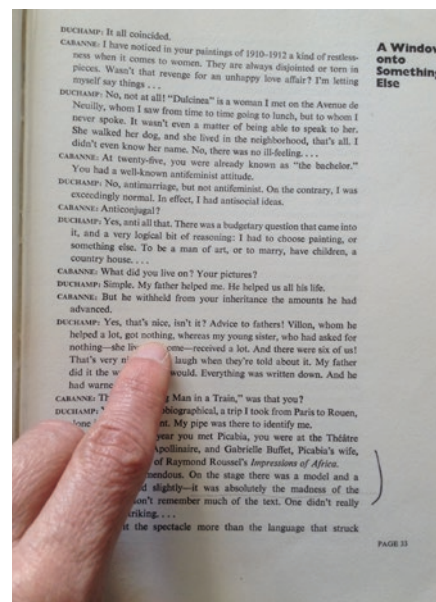 DUCHAMP: It all coincided.
CABANNE: I have noticed in your paintings of 1910–1912 a kind of restless-
ness when it comes to women. They are always disjointed or torn in
pieces. Wasn't that revenge for an unhappy love affair? I'm letting
myself say things . . .
DUCHAMP: No, not at all! "Dulcinea" is a woman I met on the Avenue de
Neuilly, whom I saw from time to time going to lunch, but to whom I
never spoke. It wasn't even a matter of being able to speak to her.
She walked her dog, and she lived in the neighborhood, that's all. I
didn't even know her name. No, there was no ill-feeling. . . .
CABANNE: At twenty-five, you were already known as "the bachelor."
You had a well-known antifeminist attitude.
DUCHAMP: No, antimarriage, but not antifeminist. On the contrary, I was
exceedingly normal. In effect, I had antisocial ideas.
CABANNE: Anticonjugal?
DUCHAMP: Yes, anti all that. There was a budgetary question that came into
it, and a very logical bit of reasoning: I had to choose painting, or
something else. To be a man of art, or to marry, have children, a
country house. . . .
CABANNE: What did you live on? Your pictures?
DUCHAMP: Simple. My father helped me. He helped us all his life.
CABANNE: But he withheld from your inheritance the amounts he had
advanced.
DUCHAMP: Yes, that's nice, isn't it? Advice to fathers! Villon, whom he
helped a lot, got nothing, whereas my young sister, who had asked for
nothing—she ome—received a lot. And there were six of us!
That's very laugh when they're told about it. My father
did it the would. Everything was written down. And he
had
CABANNE: Man in a Train," was that you?
DUCHAMP: biographical, a trip I took from Paris to Rouen,
nt. My pipe was there to identify me.
year you met Picabia, you were at the Théâtre
Apollinaire, and Gabrielle Buffet, Picabia's wife,
of Raymond Roussel's Impressions of Africa.
mendous. On the stage there was a model and a
d slightly—it was absolutely the madness of the
on't remember much of the text. One didn't really
riking. . . .
t the spectacle more than the language that struck
A Window
onto
Something
Else
PAGE 33